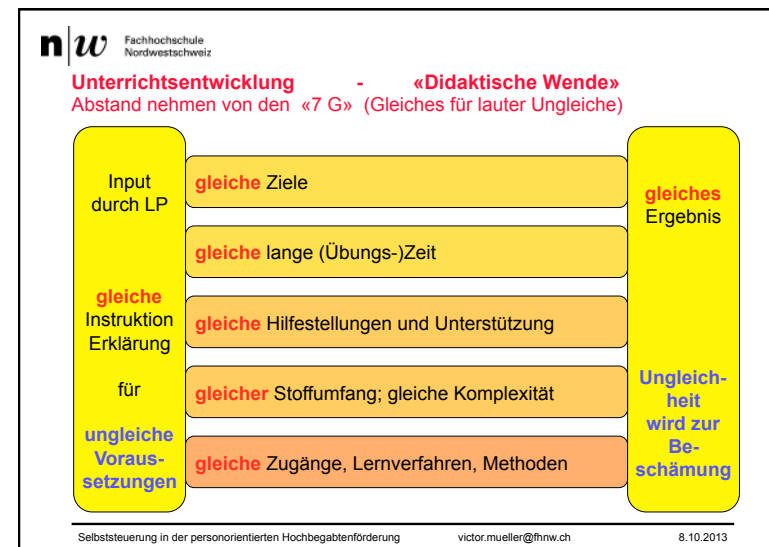 n|w Fachhochschule
Nordwestschweiz
Unterrichtsentwicklung - «Didaktische Wende»
Abstand nehmen von den «7 G» (Gleiches für lauter Ungleiche)
Input
durch LP
gleiche
Instruktion
Erklärung
für
ungleiche
Voraus-
setzungen
gleiche Ziele
gleiche lange (Übungs-)Zeit
gleiche Hilfestellungen und Unterstützung
gleicher Stoffumfang; gleiche Komplexität
gleiche Zugänge, Lernverfahren, Methoden
gleiches
Ergebnis
Ungleich-
heit
wird zur
Be-
schämung
Selbststeuerung in der personorientierten Hochbegabtenförderung victor.mueller@fhnw.ch 8.10.2013